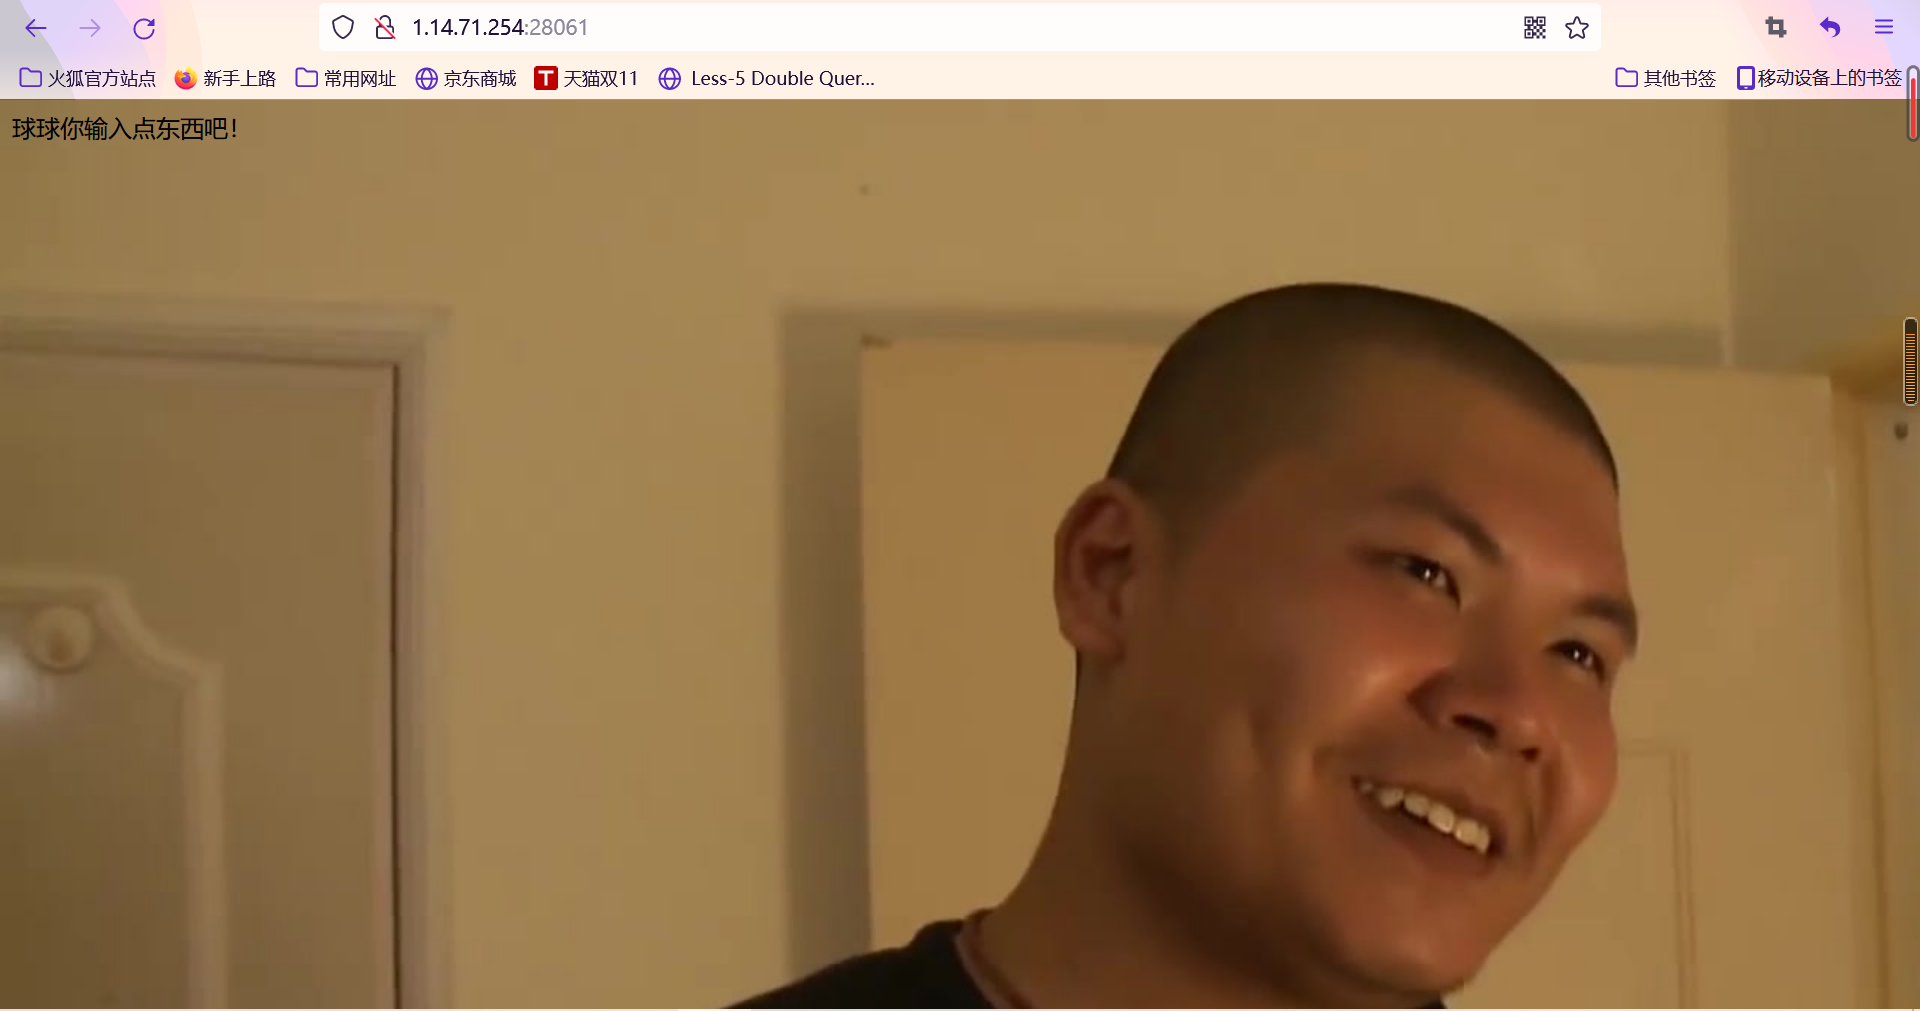 1.14.71.254:28061
火狐官方站点 新手上路 常用网址 京东商城 T 天猫双11 Less-5 Double Quer... 其他书签 移动设备上的书签
球球你输入点东西吧！